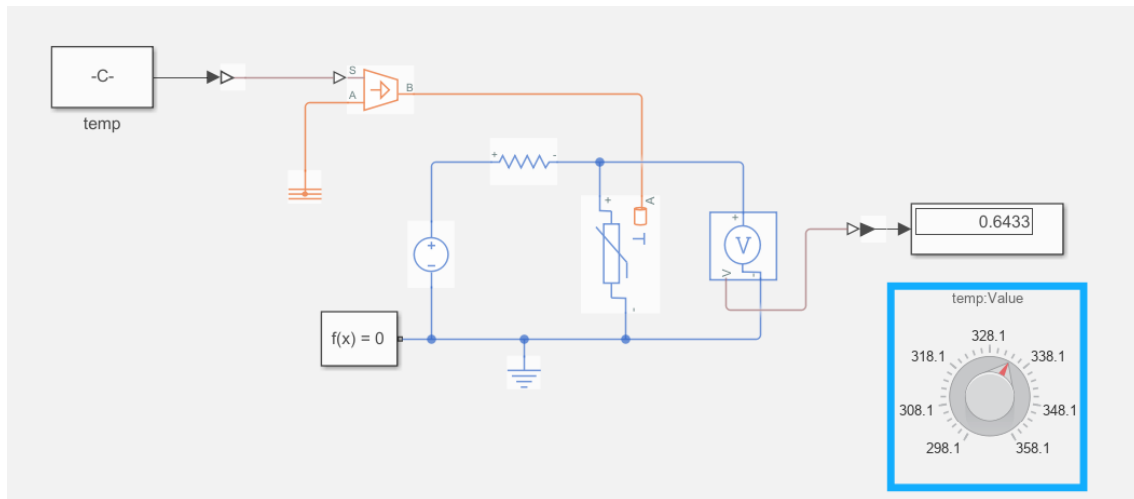 -C-
temp
S
A
B
+
-
+
A
T
-
+
-
V
+
-
V
0.6433
f(x) = 0
temp:Value
328.1
318.1
338.1
308.1
348.1
298.1
358.1